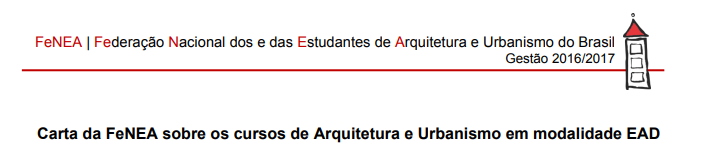 FeNEA | Federação Nacional dos e das Estudantes de Arquitetura e Urbanismo do Brasil
Gestão 2016/2017
Carta da FeNEA sobre os cursos de Arquitetura e Urbanismo em modalidade EAD